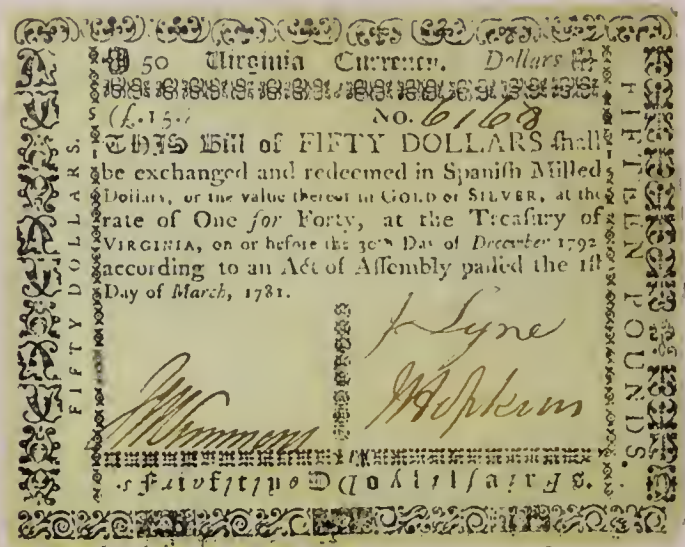 50 Virginia Currency. Dollars
(£.15.) No. 6168
THIS Bill of FIFTY DOLLARS ſhall
be exchanged and redeemed in Spaniſh Milled
Dollars, or the value thereof in GOLD or SILVER, at the
rate of One for Forty, at the Treaſury of
VIRGINIA, on or before the 30th Day of December 1792
according to an Act of Aſſembly paſſed the 1ſt
Day of March, 1781.
J Lyne
J Hopkins
FIFTY DOLLARS.
FIFTEEN POUNDS.